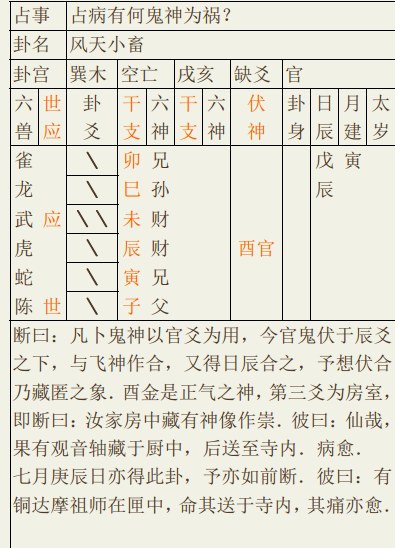 占事 占病有何鬼神为祸?
卦名 风天小畜
卦宫 巽木 空亡 戌亥 缺爻 官
六兽 世应 卦爻 干支 六神 干支 六神 伏神 卦身 日辰 月建 太岁
雀 \ 卯 兄 戊辰 寅
龙 \ 巳 孙
武 应 \\ 未 财
虎 \ 辰 财 酉官
蛇 \ 寅 兄
陈 世 \ 子 父
断曰：凡卜鬼神以官爻为用，今官鬼伏于辰爻
之下，与飞神作合，又得日辰合之，予想伏合
乃藏匿之象．酉金是正气之神，第三爻为房室，
即断曰：汝家房中藏有神像作祟．彼曰：仙哉，
果有观音轴藏于厨中，后送至寺内．病愈．
七月庚辰日亦得此卦，予亦如前断．彼曰：有
铜达摩祖师在匣中，命其送于寺内，其痛亦愈．